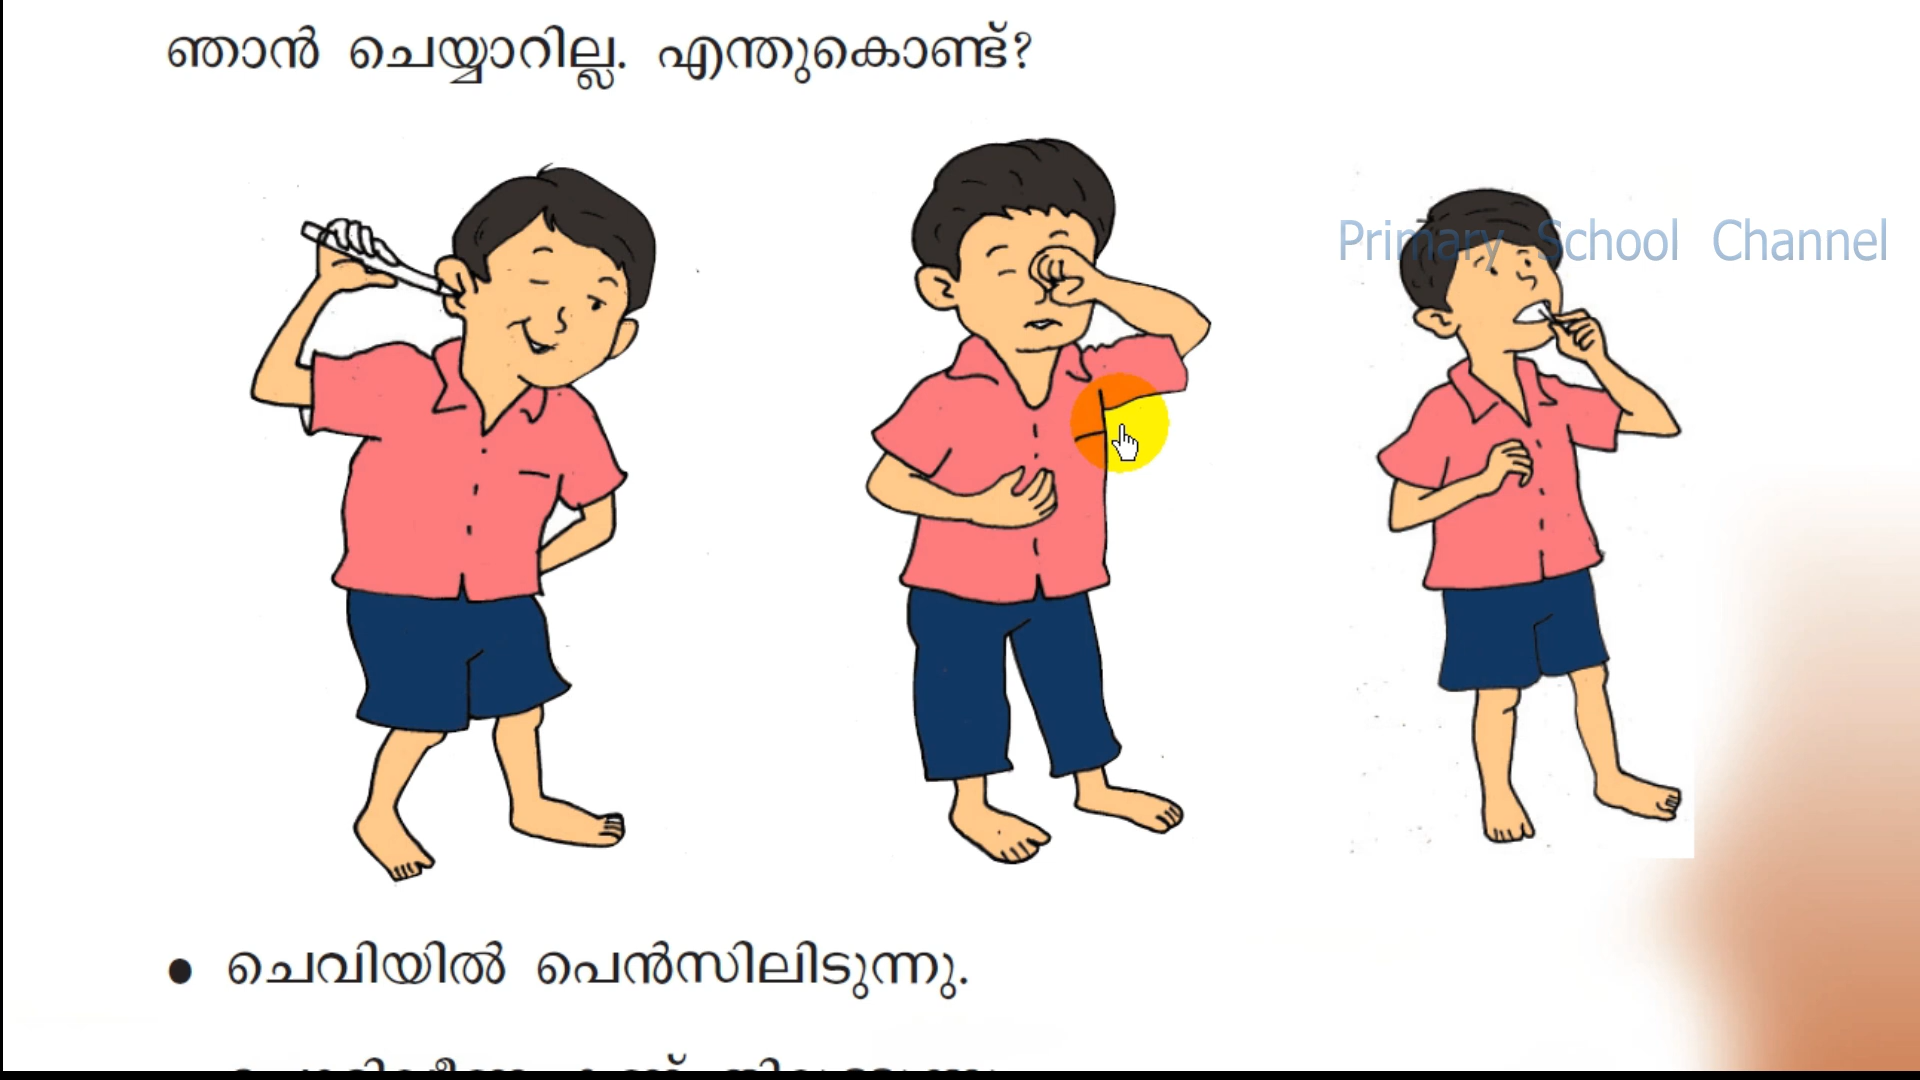 ഞാൻ ചെയ്യാറില്ല. എന്തുകൊണ്ട്?
Primary School Channel
● ചെവിയിൽ പെൻസിലിടുന്നു.